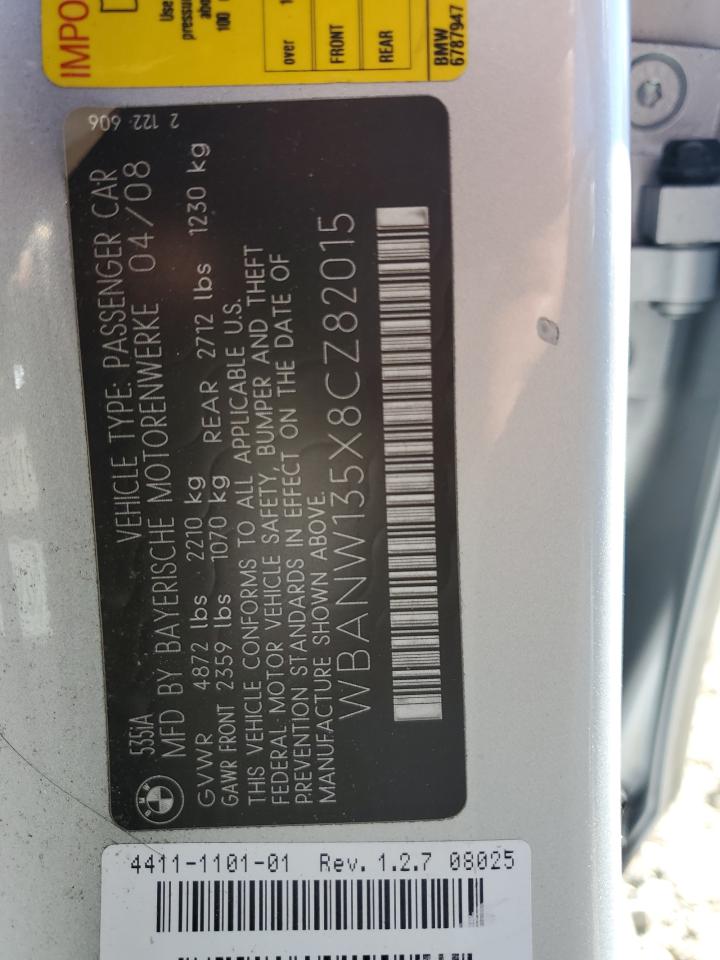 IMPO
Use
over
FRONT
REAR
BMW
6787947
2 122 606
535IA VEHICLE TYPE: PASSENGER CAR
BMW
MFD BY BAYERISCHE MOTORENWERKE 04/08
GVWR 4872 lbs 2210 kg REAR 2712 lbs 1230 kg
GAWR FRONT 2359 lbs 1070 kg
THIS VEHICLE CONFORMS TO ALL APPLICABLE U.S.
FEDERAL-MOTOR VEHICLE SAFETY, BUMPER AND THEFT
PREVENTION STANDARDS IN EFFECT ON THE DATE OF
MANUFACTURE SHOWN ABOVE.
WBANW135X8CZ82015
4411-1101-01 Rev. 1.2.7 08025